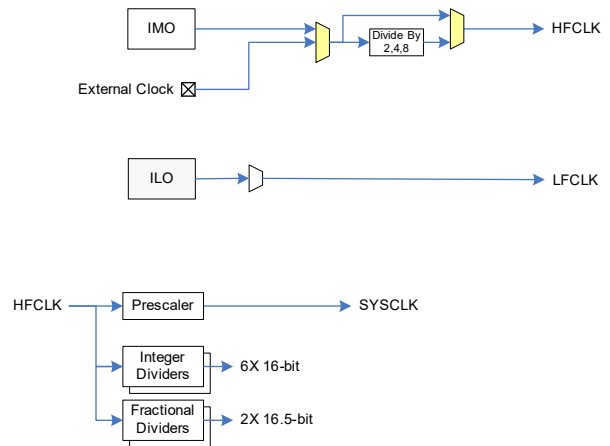 IMO
Divide By
2,4,8
HFCLK
External Clock
ILO
LFCLK
HFCLK
Prescaler
SYSCLK
Integer
Dividers
6X 16-bit
Fractional
Dividers
2X 16.5-bit